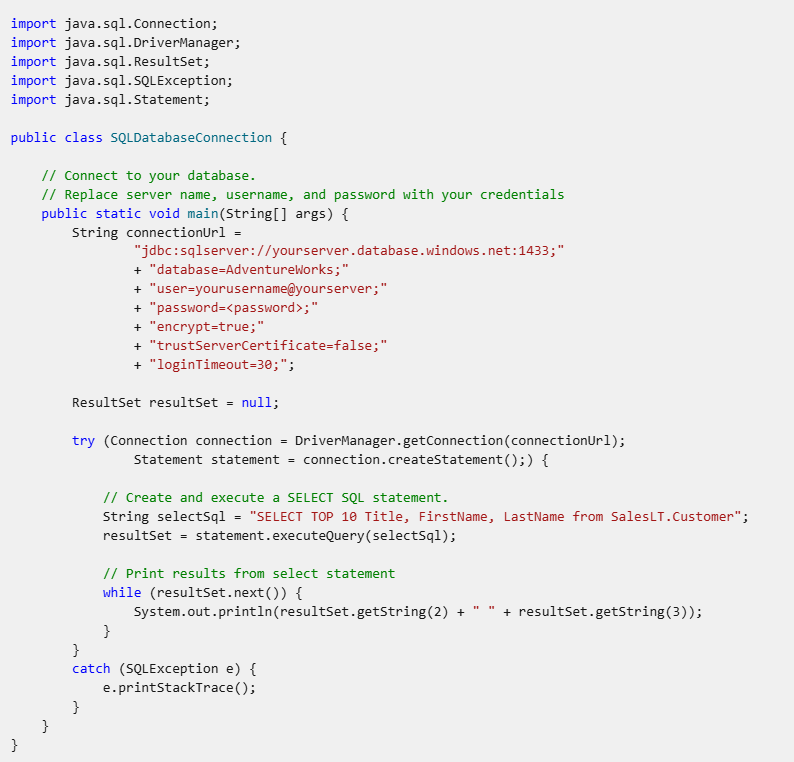 import java.sql.Connection;
import java.sql.DriverManager;
import java.sql.ResultSet;
import java.sql.SQLException;
import java.sql.Statement;

public class SQLDatabaseConnection {

    // Connect to your database.
    // Replace server name, username, and password with your credentials
    public static void main(String[] args) {
        String connectionUrl =
                "jdbc:sqlserver://yourserver.database.windows.net:1433;"
                + "database=AdventureWorks;"
                + "user=yourusername@yourserver;"
                + "password=<password>;"
                + "encrypt=true;"
                + "trustServerCertificate=false;"
                + "loginTimeout=30;";

        ResultSet resultSet = null;

        try (Connection connection = DriverManager.getConnection(connectionUrl);
                Statement statement = connection.createStatement();) {

            // Create and execute a SELECT SQL statement.
            String selectSql = "SELECT TOP 10 Title, FirstName, LastName from SalesLT.Customer";
            resultSet = statement.executeQuery(selectSql);

            // Print results from select statement
            while (resultSet.next()) {
                System.out.println(resultSet.getString(2) + " " + resultSet.getString(3));
            }
        }
        catch (SQLException e) {
            e.printStackTrace();
        }
    }
}